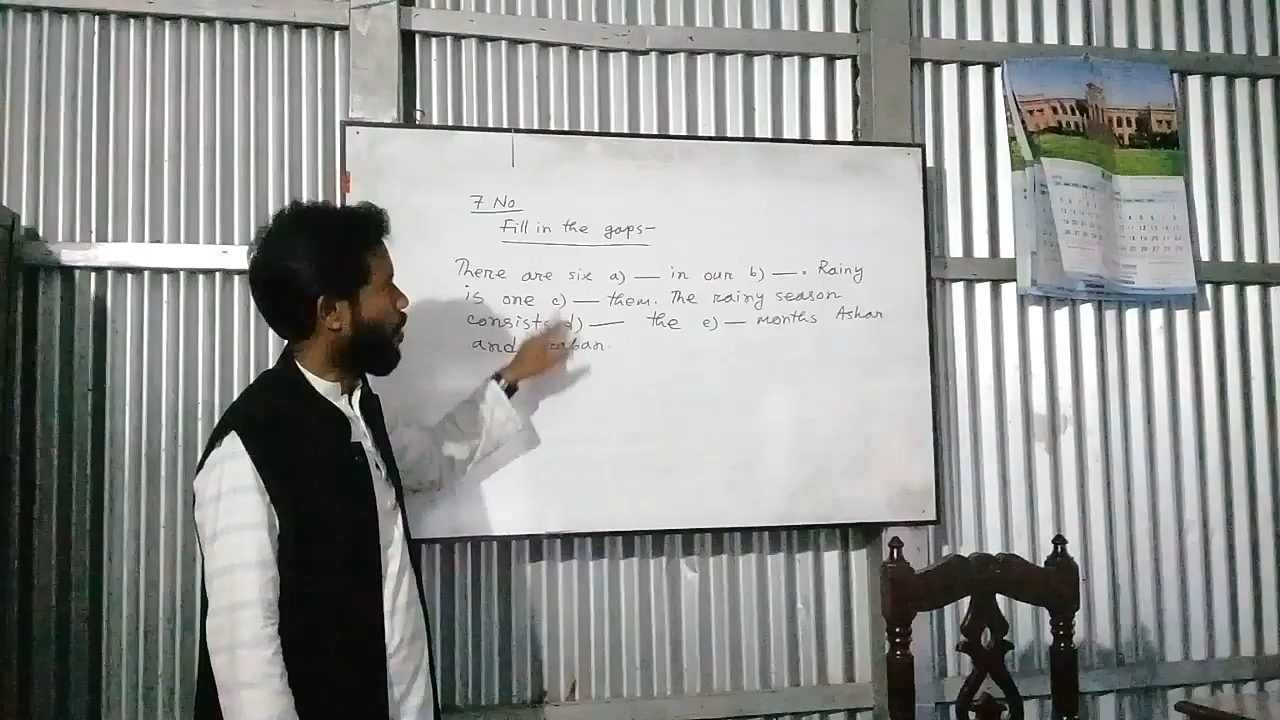 7 No
Fill in the gaps-
There are six a) — in our b) —. Rainy
is one c) — them. The rainy season
consists d) — the e) — months Ashar
and